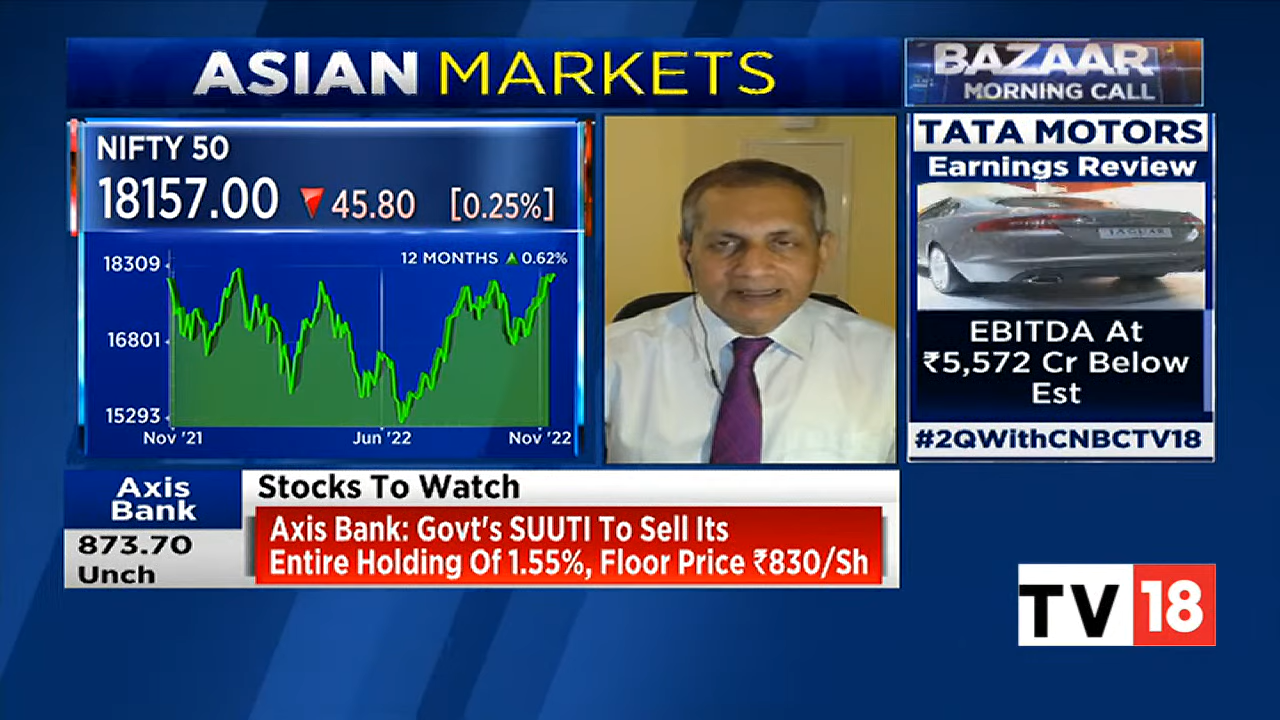 ASIAN MARKETS
BAZAAR
MORNING CALL
NIFTY 50
18157.00 ▼ 45.80 [0.25%]
12 MONTHS ▲ 0.62%
18309
16801
15293
Nov '21 Jun '22 Nov '22
TATA MOTORS
Earnings Review
JAGUAR
EBITDA At
₹5,572 Cr Below
Est
#2QWithCNBCTV18
Axis
Bank
873.70
Unch
Stocks To Watch
Axis Bank: Govt's SUUTI To Sell Its
Entire Holding Of 1.55%, Floor Price ₹830/Sh
TV18